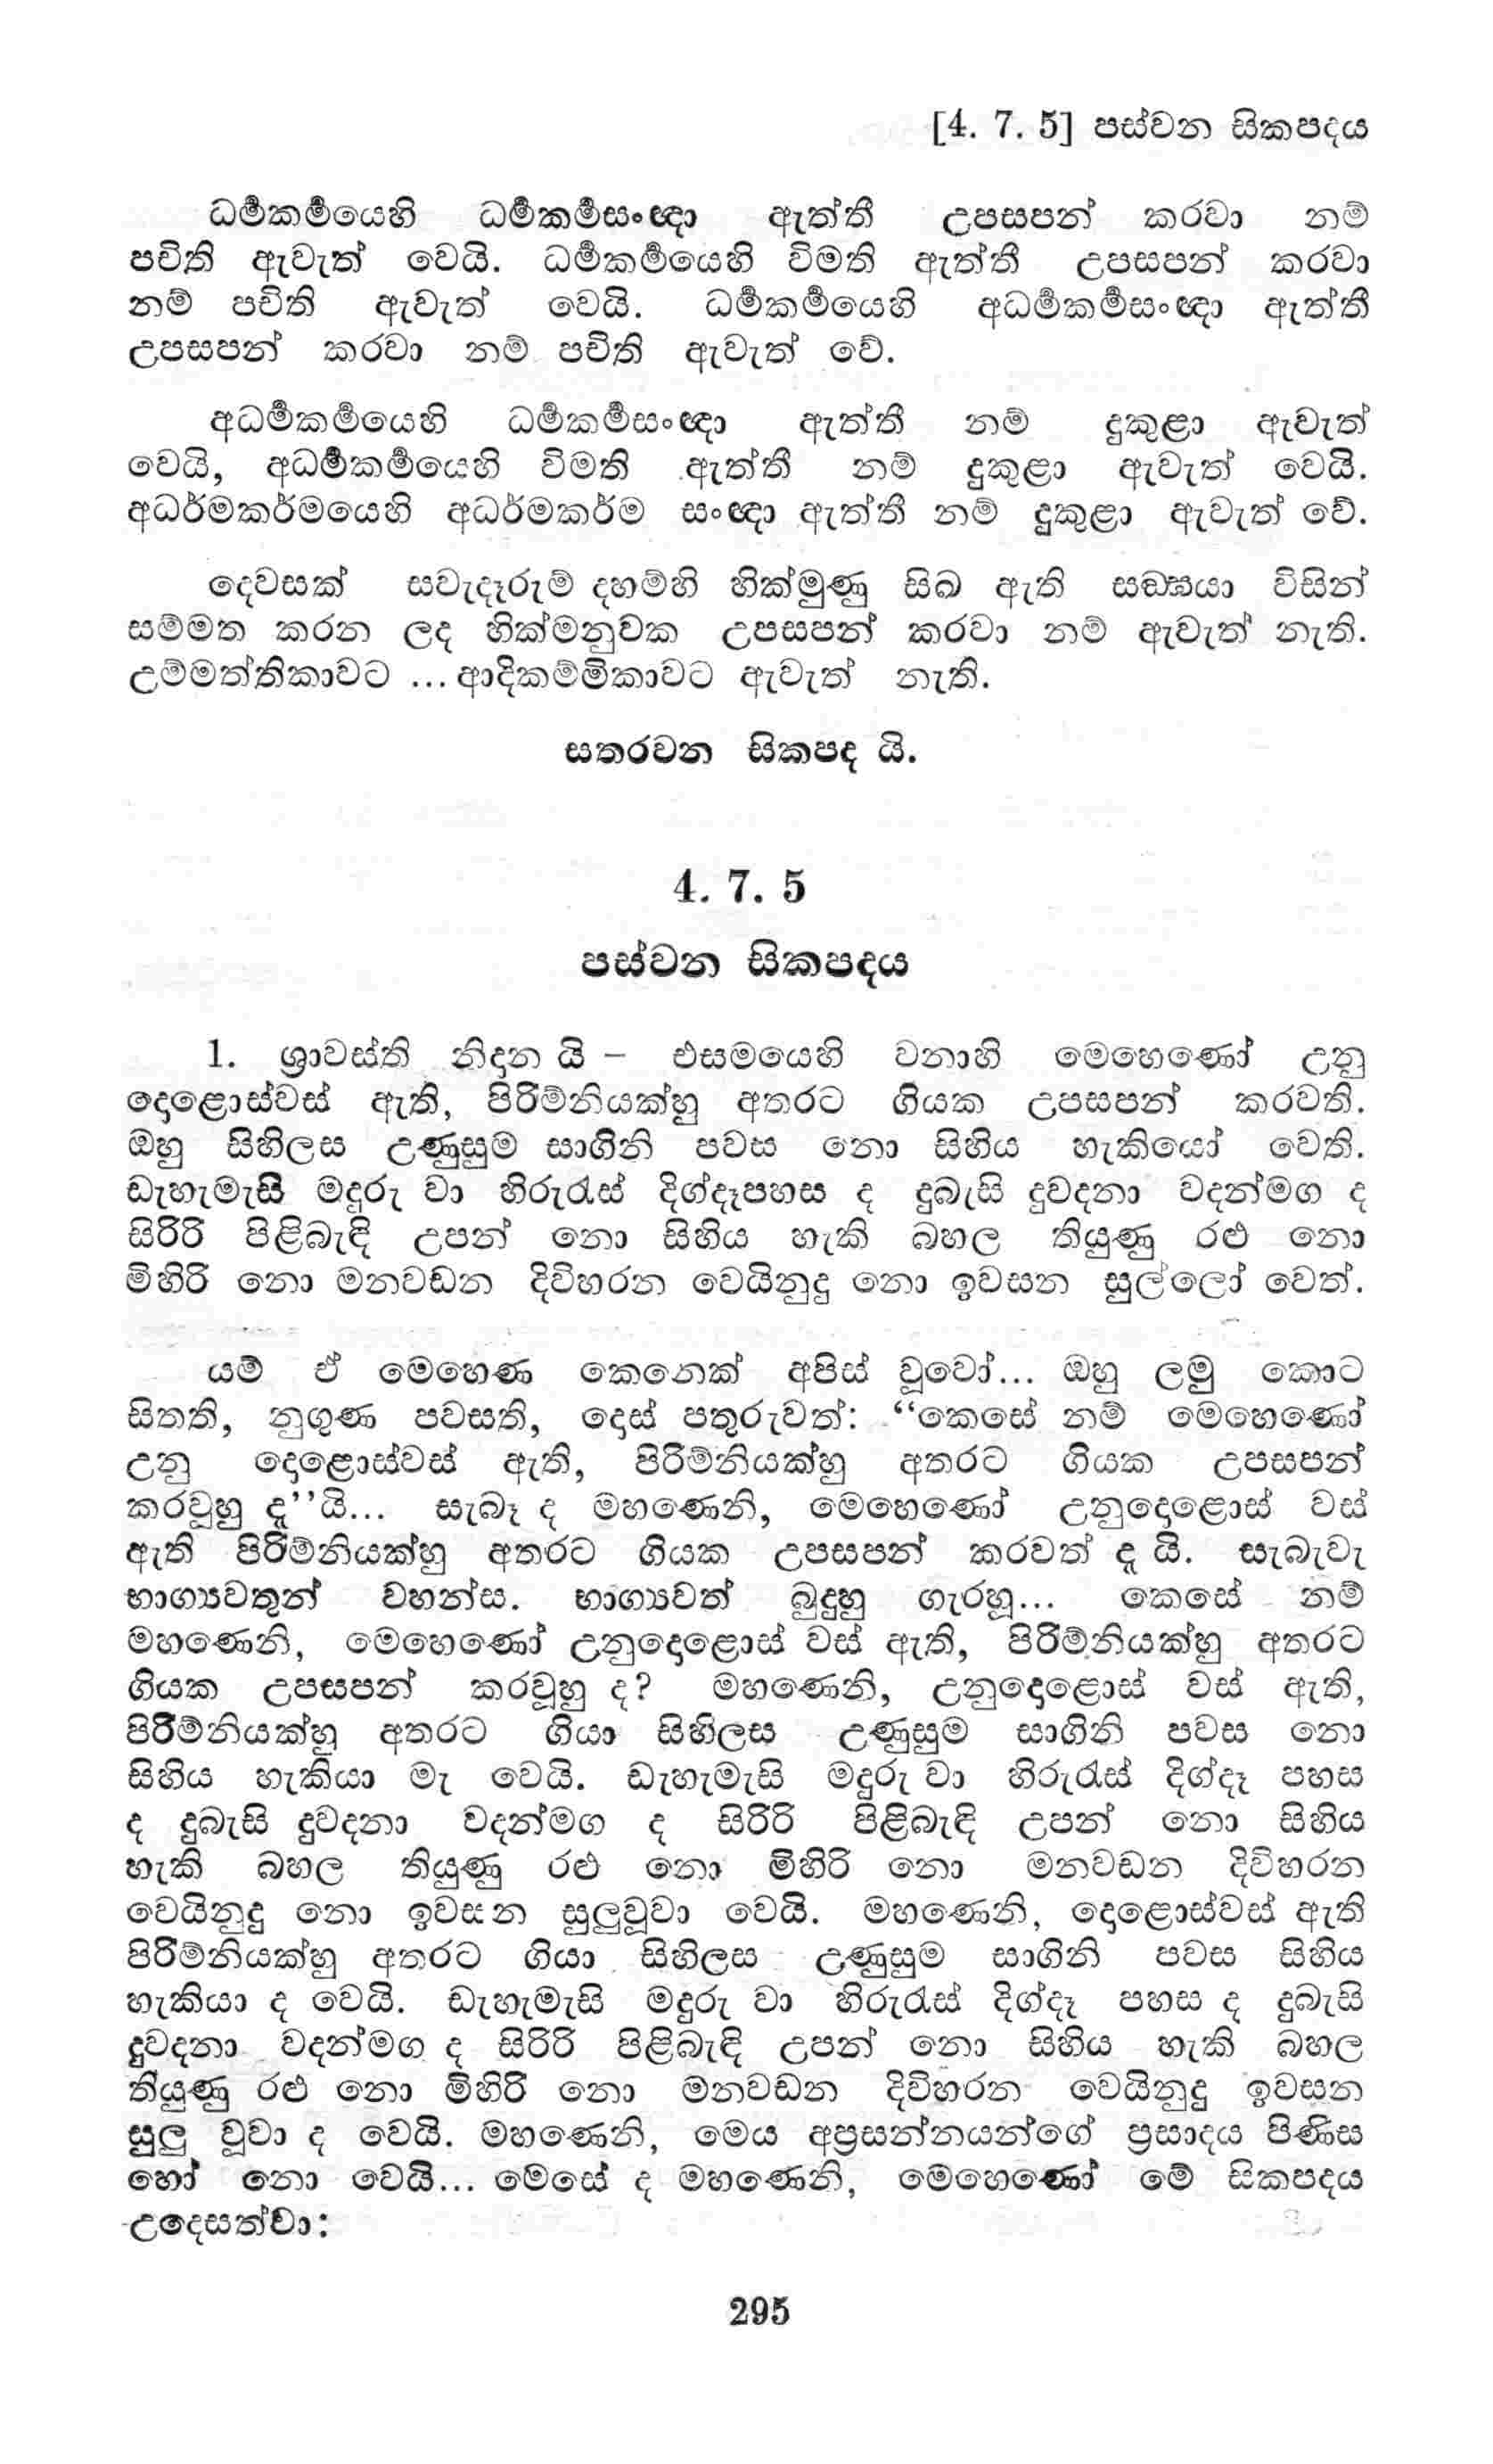 [4. 7. 5] පස්වන සිකපදය
ධර්‍මකර්‍මයෙහි ධර්‍මකර්‍මසංඥා ඇත්තී උපසපන් කරවා නම්
පචිති ඇවැත් වෙයි. ධර්‍මකර්‍මයෙහි විමති ඇත්තී උපසපන් කරවා
නම් පචිති ඇවැත් වෙයි. ධර්‍මකර්‍මයෙහි අධර්‍මකර්‍මසංඥා ඇත්තී
උපසපන් කරවා නම් පචිති ඇවැත් වේ.
අධර්‍මකර්‍මයෙහි ධර්‍මකර්‍මසංඥා ඇත්තී නම් දුකුළා ඇවැත්
වෙයි, අධර්‍මකර්‍මයෙහි විමති ඇත්තී නම් දුකුළා ඇවැත් වෙයි.
අධර්මකර්මයෙහි අධර්මකර්ම සංඥා ඇත්තී නම් දුකුළා ඇවැත් වේ.
දෙවසක් සවැදෑරුම් දහම්හි හික්මුණු සිඛ ඇති සඞ්ඝයා විසින්
සම්මත කරන ලද හික්මනුවක උපසපන් කරවා නම් ඇවැත් නැති.
උම්මත්තිකාවට ... ආදිකම්මිකාවට ඇවැත් නැති.
සතරවන සිකපද යි.
4. 7. 5
පස්වන සිකපදය
1. ශ්‍රාවස්ති නිදාන යි – එසමයෙහි වනාහි මෙහෙණෝ උනු
දොළොස්වස් ඇති, පිරිමිනියක්හු අතරට ගියක උපසපන් කරවති.
ඔහු සිහිලස උණුසුම සාගිනි පවස නො සිහිය හැකියෝ වෙති.
ඩැහැමැසි මදුරු වා හිරුරැස් දිග්දෑපහස ද දුබැසි දුවදනා වදන්මග ද
සිරිරි පිළිබැඳි උපන් නො සිහිය හැකි බහල තියුණු රළු නො
මිහිරි නො මනවඩන දිවිහරන වෙයිනුදු නො ඉවසන සුල්ලෝ වෙත්.
යම් ඒ මෙහෙණ කෙනෙක් අපිස් වූවෝ... ඔහු ලමු කොට
සිතති, නුගුණ පවසති, දොස් පතුරුවත්: “කෙසේ නම් මෙහෙණෝ
උනු දොළොස්වස් ඇති, පිරිමිනියක්හු අතරට ගියක උපසපන්
කරවූහු දැ”යි... සැබෑ ද මහණෙනි, මෙහෙණෝ උනුදොළොස් වස්
ඇති පිරිමිනියක්හු අතරට ගියක උපසපන් කරවත් දැ යි. සැබැවැ
භාග්‍යවතුන් වහන්ස. භාග්‍යවත් බුදුහු ගැරහූ... කෙසේ නම්
මහණෙනි, මෙහෙණෝ උනුදොළොස් වස් ඇති, පිරිමිනියක්හු අතරට
ගියක උපසපන් කරවූහු ද? මහණෙනි, උනුදොළොස් වස් ඇති,
පිරිමිනියක්හු අතරට ගියා සිහිලස උණුසුම සාගිනි පවස නො
සිහිය හැකියා මැ වෙයි. ඩැහැමැසි මදුරු වා හිරුරැස් දිග්දෑ පහස
ද දුබැසි දුවදනා වදන්මග ද සිරිරි පිළිබැඳි උපන් නො සිහිය
හැකි බහල තියුණු රළු නො මිහිරි නො මනවඩන දිවිහරන
වෙයිනුදු නො ඉවසන සුලුවූවා වෙයි. මහණෙනි, දොළොස්වස් ඇති
පිරිමිනියක්හු අතරට ගියා සිහිලස උණුසුම සාගිනි පවස සිහිය
හැකියා ද වෙයි. ඩැහැමැසි මදුරු වා හිරුරැස් දිග්දෑ පහස ද දුබැසි
දුවදනා වදන්මග ද සිරිරි පිළිබැඳි උපන් නො සිහිය හැකි බහල
තියුණු රළු නො මිහිරි නො මනවඩන දිවිහරන වෙයිනුදු ඉවසන
සුලු වූවා ද වෙයි. මහණෙනි, මෙය අප්‍රසන්නයන්ගේ ප්‍රසාදය පිණිස
හෝ නො වෙයි... මෙසේ ද මහණෙනි, මෙහෙණෝ මේ සිකපදය
උදෙසත්වා:
295